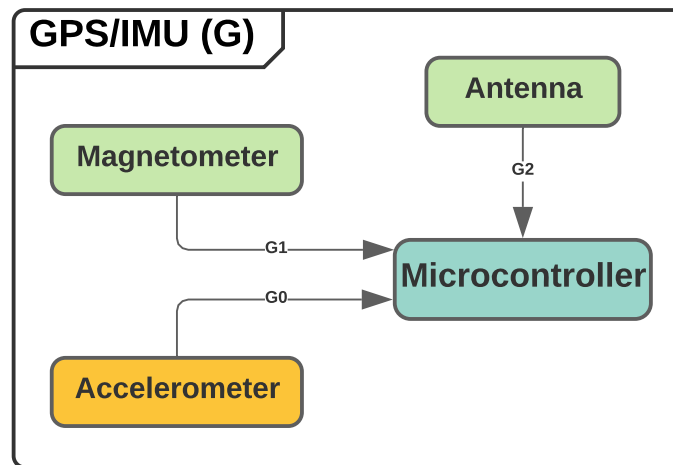 GPS/IMU (G)
Antenna
Magnetometer
G2
G1
Microcontroller
G0
Accelerometer